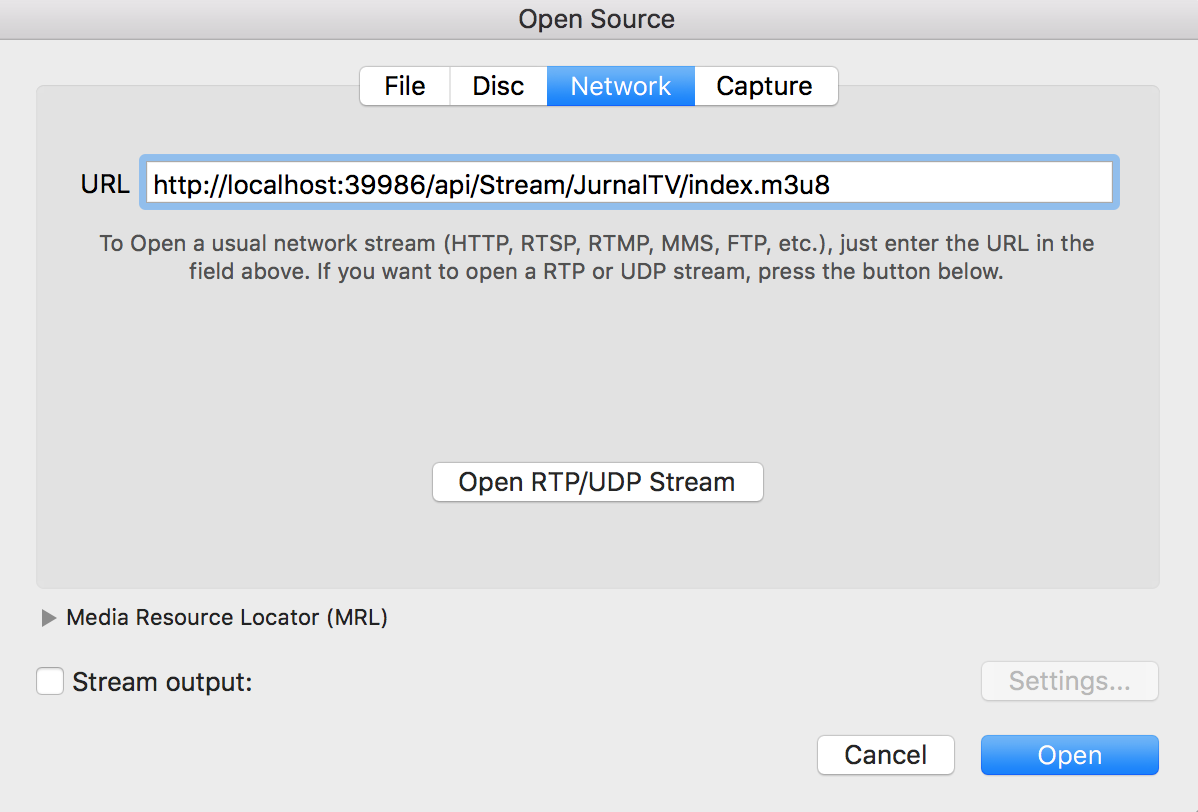 Open Source
File Disc Network Capture
URL http://localhost:39986/api/Stream/JurnalTV/index.m3u8
To Open a usual network stream (HTTP, RTSP, RTMP, MMS, FTP, etc.), just enter the URL in the
field above. If you want to open a RTP or UDP stream, press the button below.
Open RTP/UDP Stream
Media Resource Locator (MRL)
Stream output:
Settings...
Cancel Open